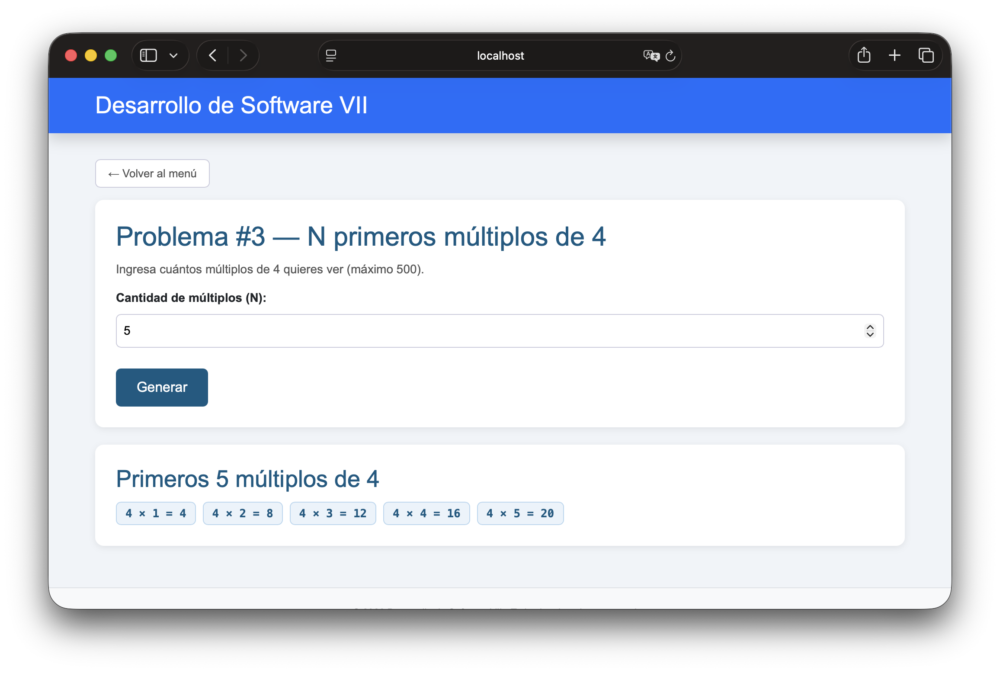 localhost
Desarrollo de Software VII
← Volver al menú
Problema #3 — N primeros múltiplos de 4
Ingresa cuántos múltiplos de 4 quieres ver (máximo 500).
Cantidad de múltiplos (N):
5
Generar
Primeros 5 múltiplos de 4
4 × 1 = 4 4 × 2 = 8 4 × 3 = 12 4 × 4 = 16 4 × 5 = 20